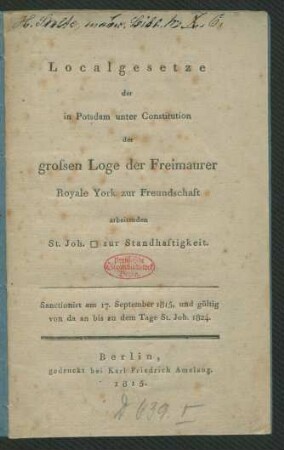 Localgesetze
der
in Potsdam unter Constitution
der
grofsen Loge der Freimaurer
Royale York zur Freundschaft
arbeitenden
St. Joh. □ zur Standhaftigkeit.
Sanctionirt am 17. September 1815, und gültig
von da an bis zu dem Tage St. Joh. 1824.
Berlin,
gedruckt bei Karl Friedrich Amelang.
1815.